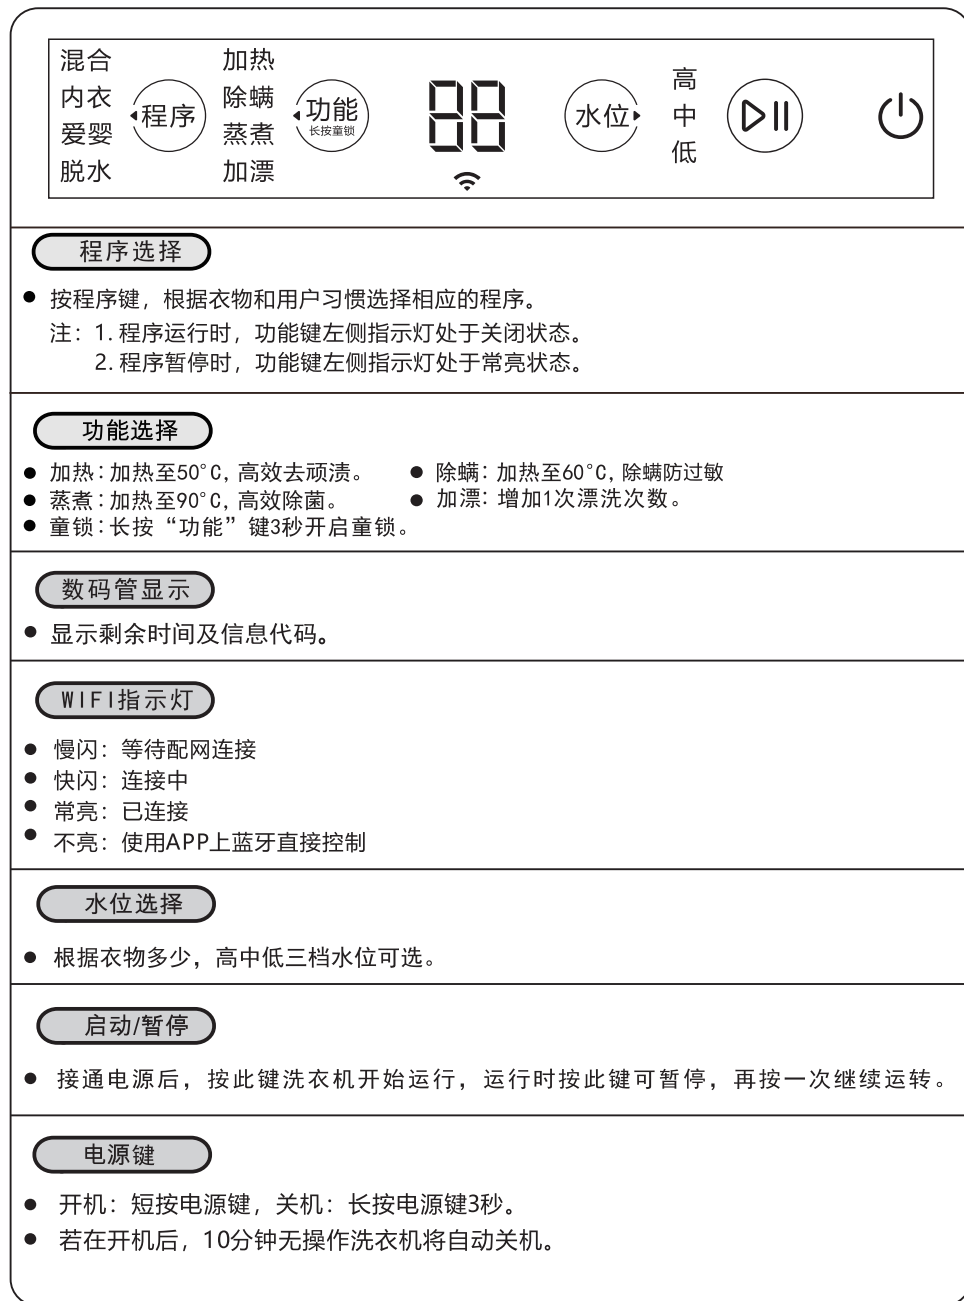 混合
内衣
爱婴
脱水
程序
加热
除螨
蒸煮
加漂
功能
长按童锁
88
水位
高
中
低
程序选择
● 按程序键，根据衣物和用户习惯选择相应的程序。
注：1. 程序运行时，功能键左侧指示灯处于关闭状态。
2. 程序暂停时，功能键左侧指示灯处于常亮状态。
功能选择
● 加热：加热至50°C，高效去顽渍。 ● 除螨：加热至60°C，除螨防过敏
● 蒸煮：加热至90°C，高效除菌。 ● 加漂：增加1次漂洗次数。
● 童锁：长按“功能”键3秒开启童锁。
数码管显示
● 显示剩余时间及信息代码。
WIFI指示灯
● 慢闪：等待配网连接
● 快闪：连接中
● 常亮：已连接
● 不亮：使用APP上蓝牙直接控制
水位选择
● 根据衣物多少，高中低三档水位可选。
启动/暂停
● 接通电源后，按此键洗衣机开始运行，运行时按此键可暂停，再按一次继续运转。
电源键
● 开机：短按电源键，关机：长按电源键3秒。
● 若在开机后，10分钟无操作洗衣机将自动关机。